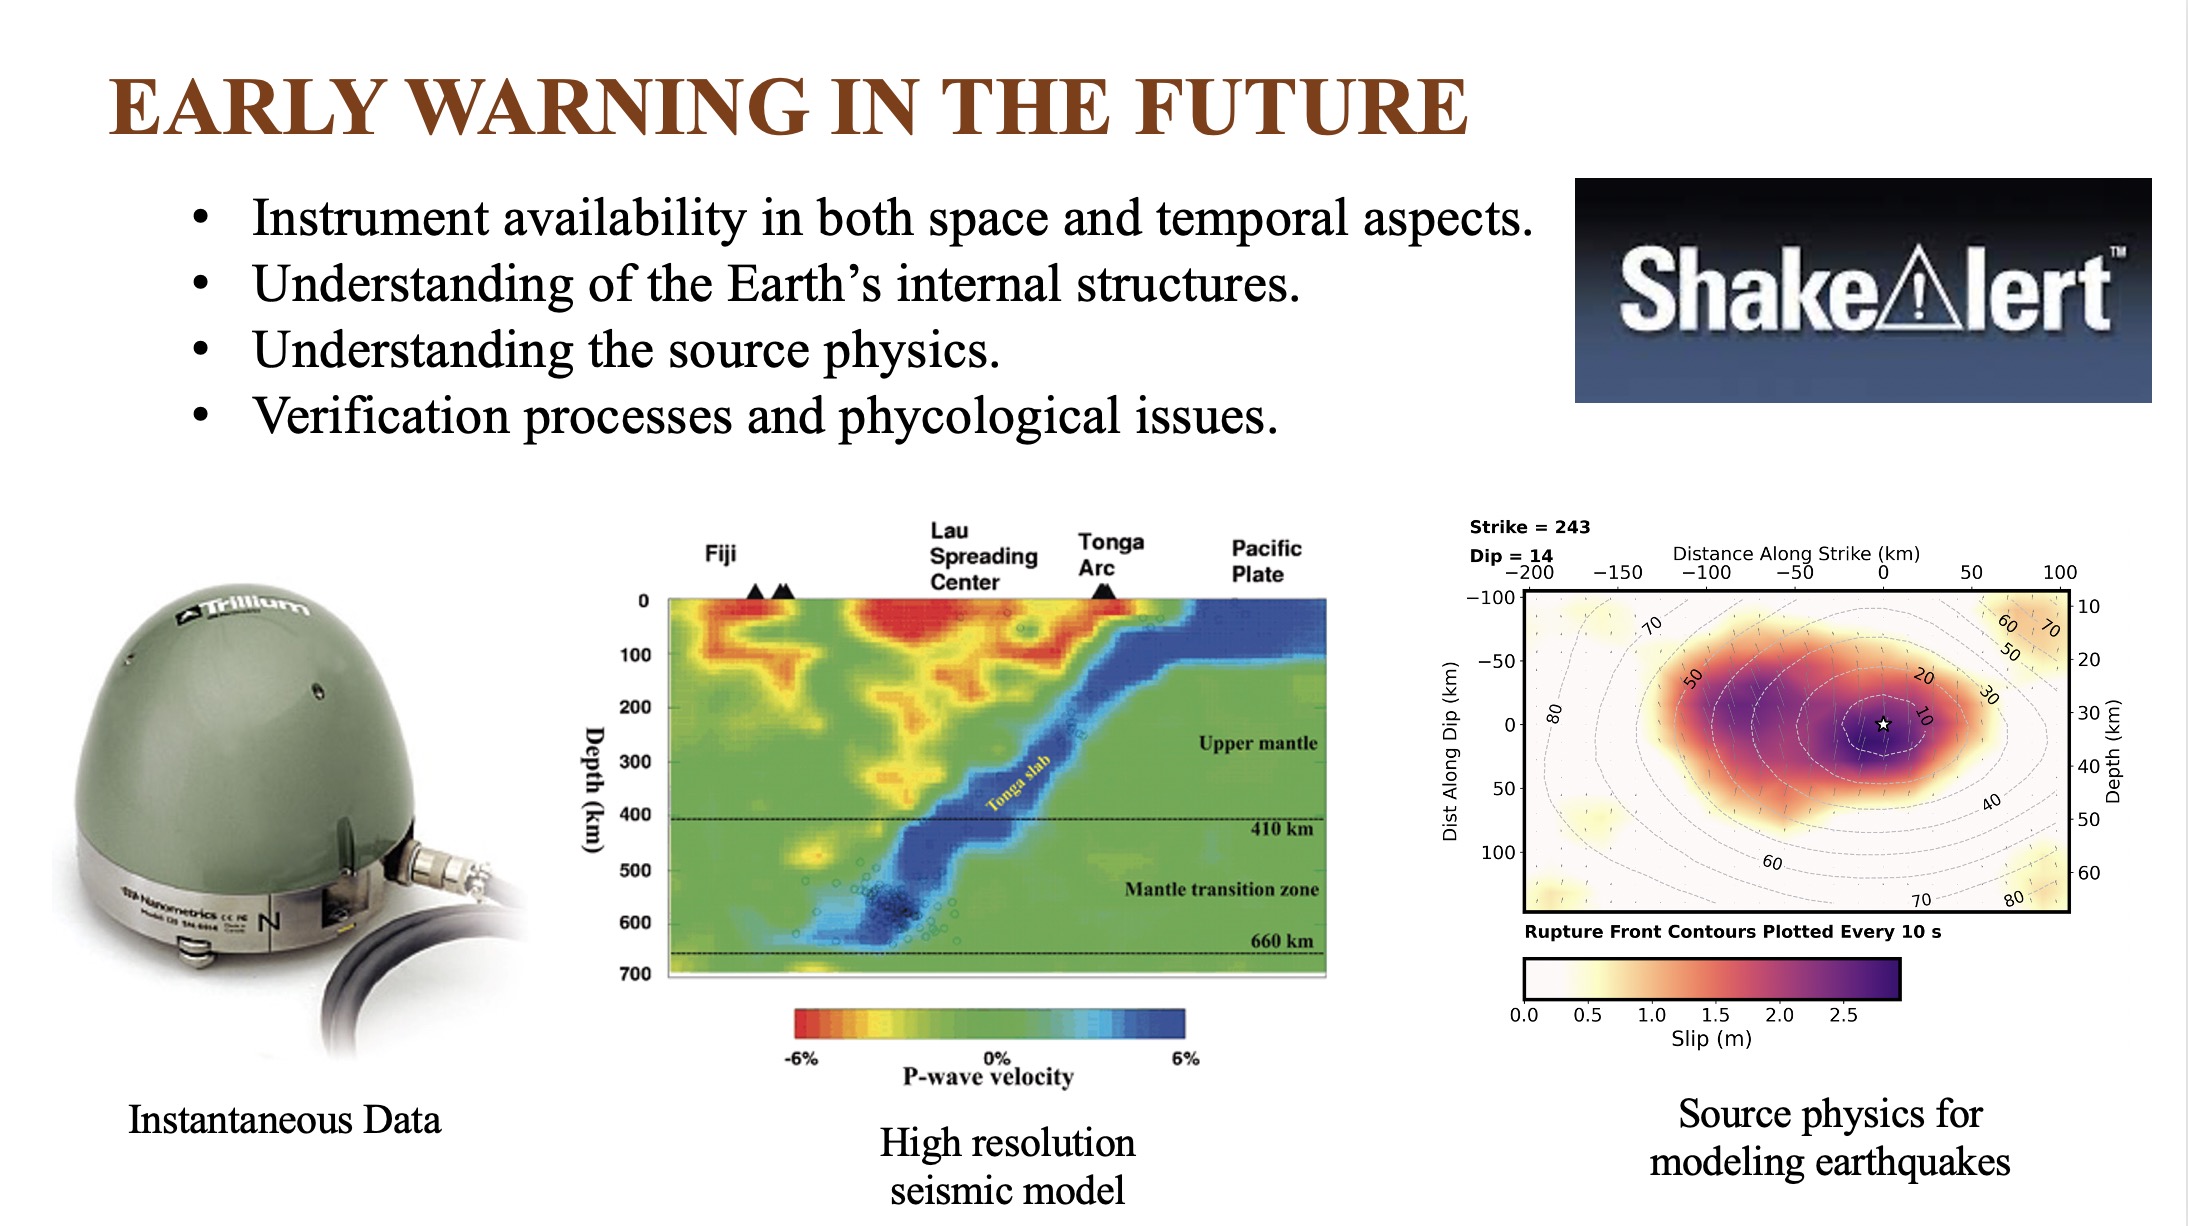 EARLY WARNING IN THE FUTURE
• Instrument availability in both space and temporal aspects.
• Understanding of the Earth’s internal structures.
• Understanding the source physics.
• Verification processes and phycological issues.
ShakeAlert™
Trillium
Nanometrics CE
N
Instantaneous Data
Fiji
Lau
Spreading
Center
Tonga
Arc
Pacific
Plate
0
100
200
300
400
500
600
700
Depth (km)
Upper mantle
Tonga slab
410 km
Mantle transition zone
660 km
-6%
0%
6%
P-wave velocity
High resolution
seismic model
Strike = 243
Dip = 14
Distance Along Strike (km)
−200 −150 −100 −50 0 50 100
−100
−50
0
50
100
Dist Along Dip (km)
10
20
30
40
50
60
Depth (km)
70
60
70
50
50
20
30
10
80
40
60
70
80
Rupture Front Contours Plotted Every 10 s
0.0 0.5 1.0 1.5 2.0 2.5
Slip (m)
Source physics for
modeling earthquakes